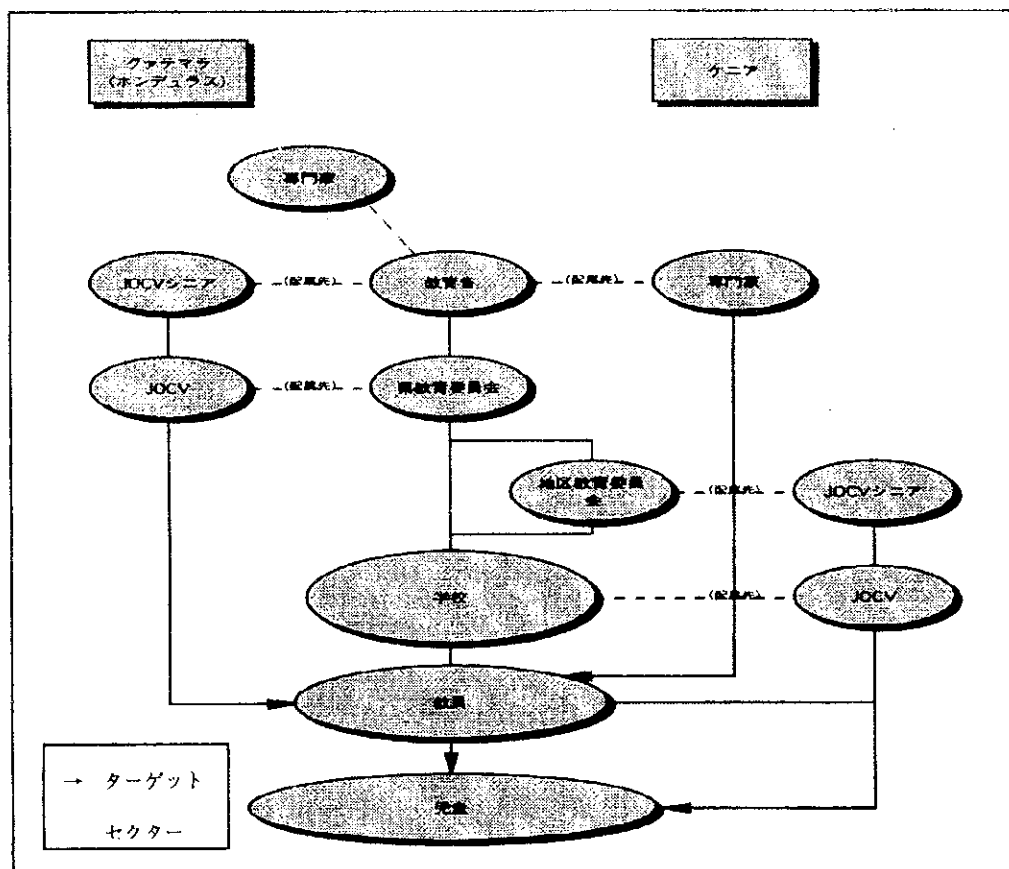 グァテマラ
(ホンデュラス)
ケニア
専門家
JOCVシニア
(配属先)
教育省
(配属先)
専門家
JOCV
(配属先)
県教育委員会
地区教育委員
会
(配属先)
JOCVシニア
学校
(配属先)
JOCV
教員
児童
→ ターゲット
セクター